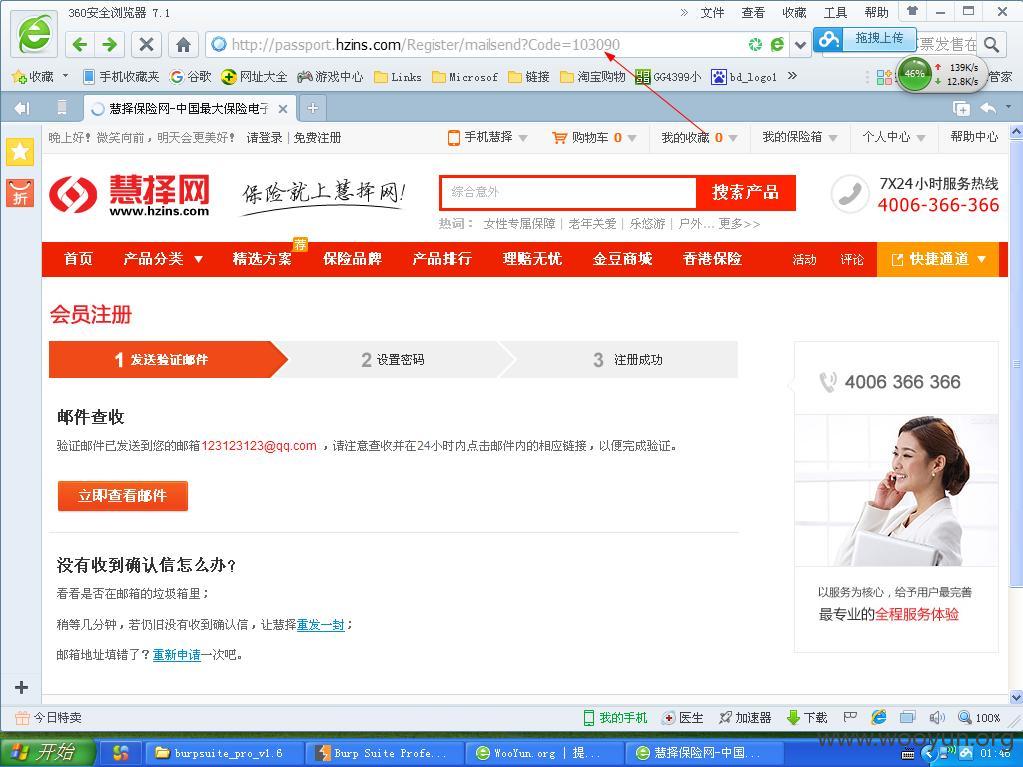 360安全浏览器 7.1
» 文件 查看 收藏 工具 帮助
http://passport.hzins.com/Register/mailsend?Code=103090
拖拽上传
票发售在
收藏 手机收藏夹 谷歌 网址大全 游戏中心 Links Microsof 链接 淘宝购物 GG4399小 bd_logo1 »
46% 139K/s
12.8K/s
管家
慧择保险网-中国最大保险电子
晚上好！微笑向前，明天会更美好！ 请登录 | 免费注册
手机慧择 购物车 0 我的收藏 0 我的保险箱 个人中心 帮助中心
折
慧择网
www.hzins.com
保险就上慧择网!
综合意外 搜索产品
热词： 女性专属保障 | 老年关爱 | 乐悠游 | 户外... 更多>>
7X24小时服务热线
4006-366-366
首页 产品分类 精选方案 荐 保险品牌 产品排行 理赔无忧 金豆商城 香港保险 活动 评论 快捷通道
会员注册
1 发送验证邮件 2 设置密码 3 注册成功
邮件查收
验证邮件已发送到您的邮箱123123123@qq.com ，请注意查收并在24小时内点击邮件内的相应链接，以便完成验证。
立即查看邮件
没有收到确认信怎么办?
看看是否在邮箱的垃圾箱里；
稍等几分钟，若仍旧没有收到确认信，让慧择重发一封；
邮箱地址填错了？重新申请一次吧。
4006 366 366
以服务为核心，给予用户最完善
最专业的全程服务体验
今日特卖
我的手机 医生 加速器 下载 100%
开始 burpsuite_pro_v1.6 Burp Suite Profe... WooYun.org | 提... 慧择保险网-中国... 01:46
www.wooyun.org